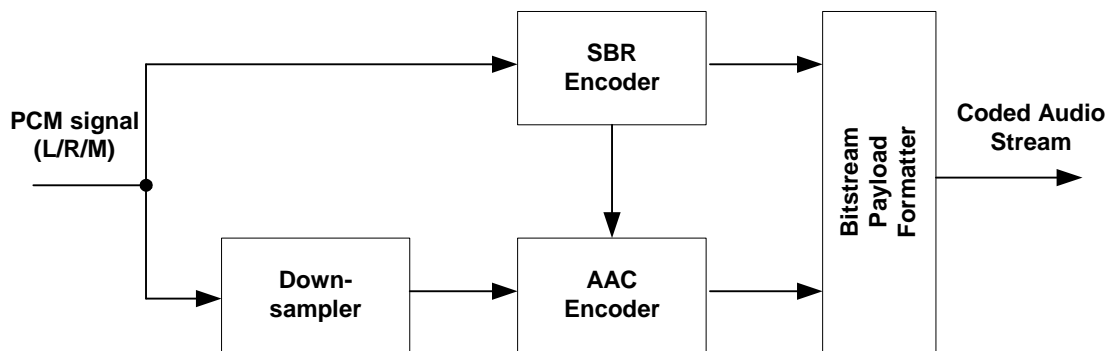 SBR
Encoder
PCM signal
(L/R/M)
Down-
sampler
AAC
Encoder
Bitstream
Payload
Formatter
Coded Audio
Stream